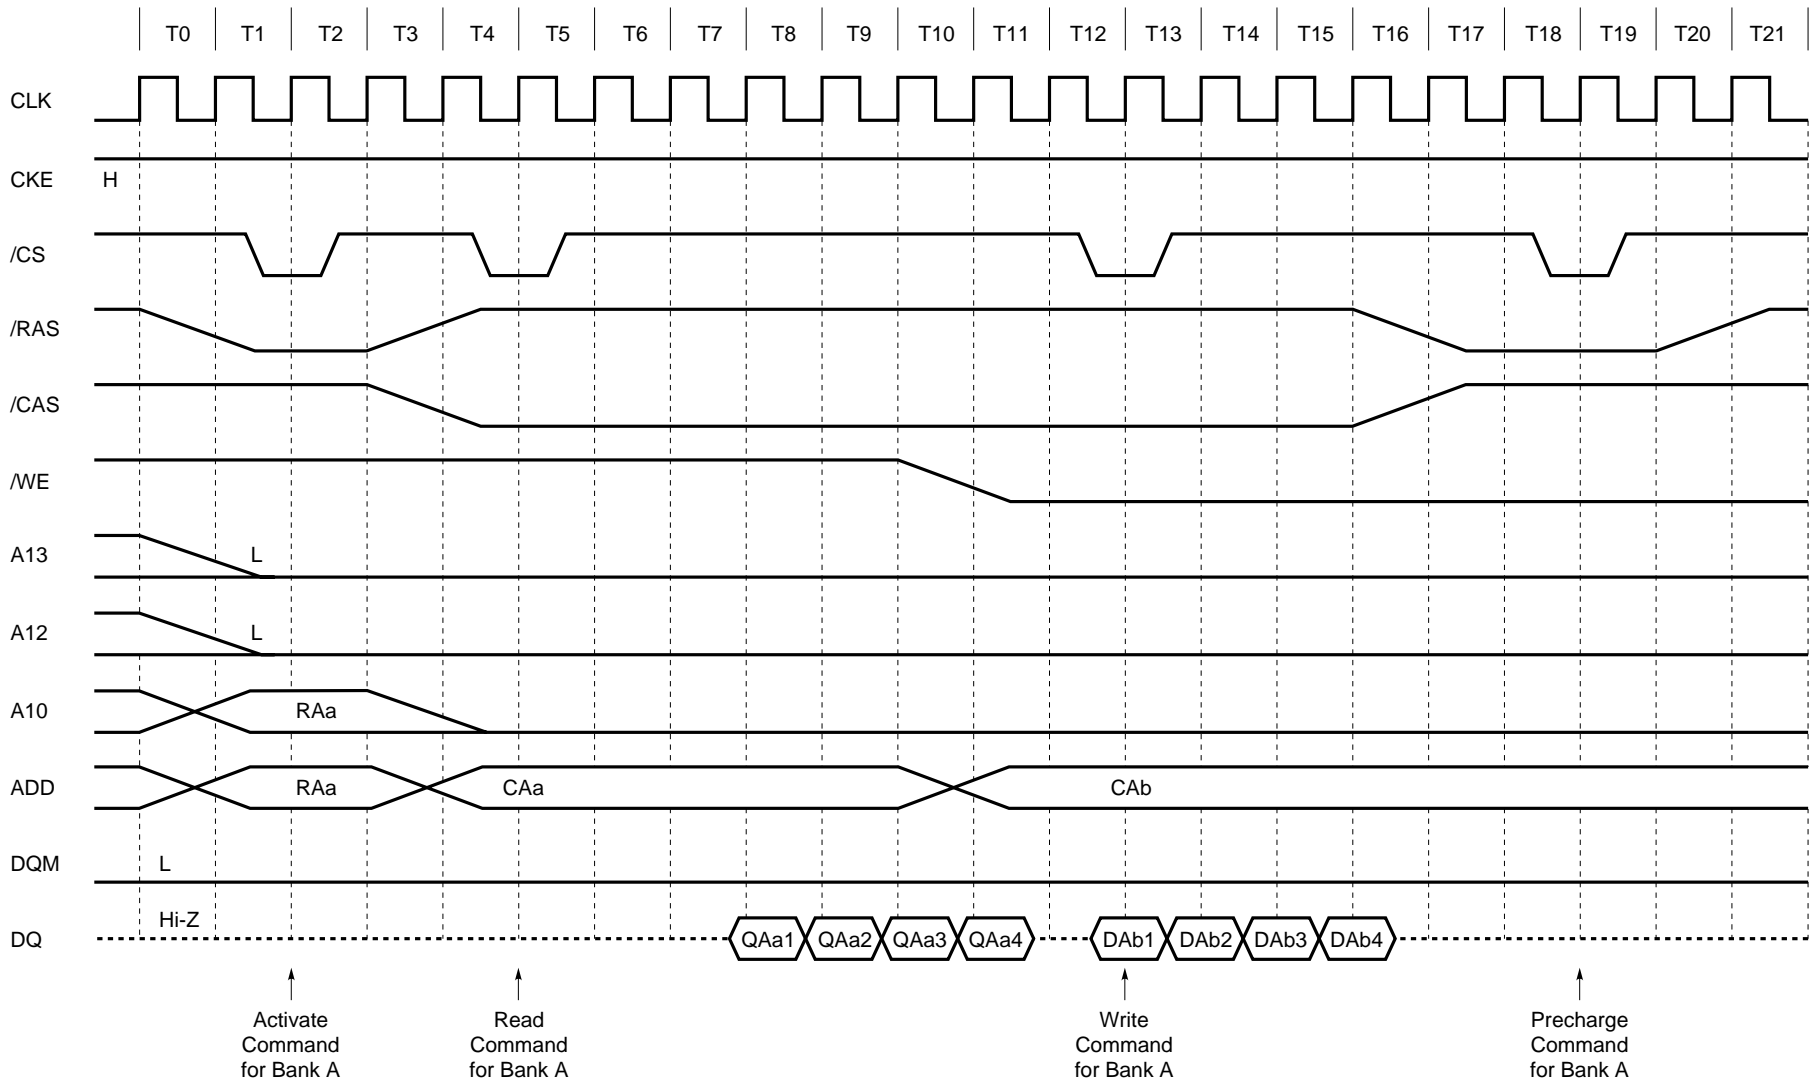 T0 T1 T2 T3 T4 T5 T6 T7 T8 T9 T10 T11 T12 T13 T14 T15 T16 T17 T18 T19 T20 T21
CLK
CKE H
/CS
/RAS
/CAS
/WE
A13 L
A12 L
A10 RAa
ADD RAa CAa CAb
DQM L
Hi-Z
DQ QAa1 QAa2 QAa3 QAa4 DAb1 DAb2 DAb3 DAb4
Activate
Command
for Bank A
Read
Command
for Bank A
Write
Command
for Bank A
Precharge
Command
for Bank A